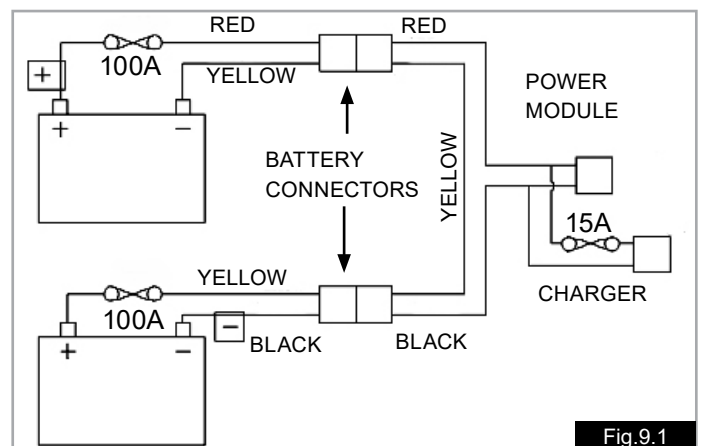 RED
RED
100A
+
YELLOW
+ −
POWER
MODULE
BATTERY
CONNECTORS
YELLOW
15A
CHARGER
YELLOW
100A
−
BLACK
BLACK
+ −
Fig.9.1